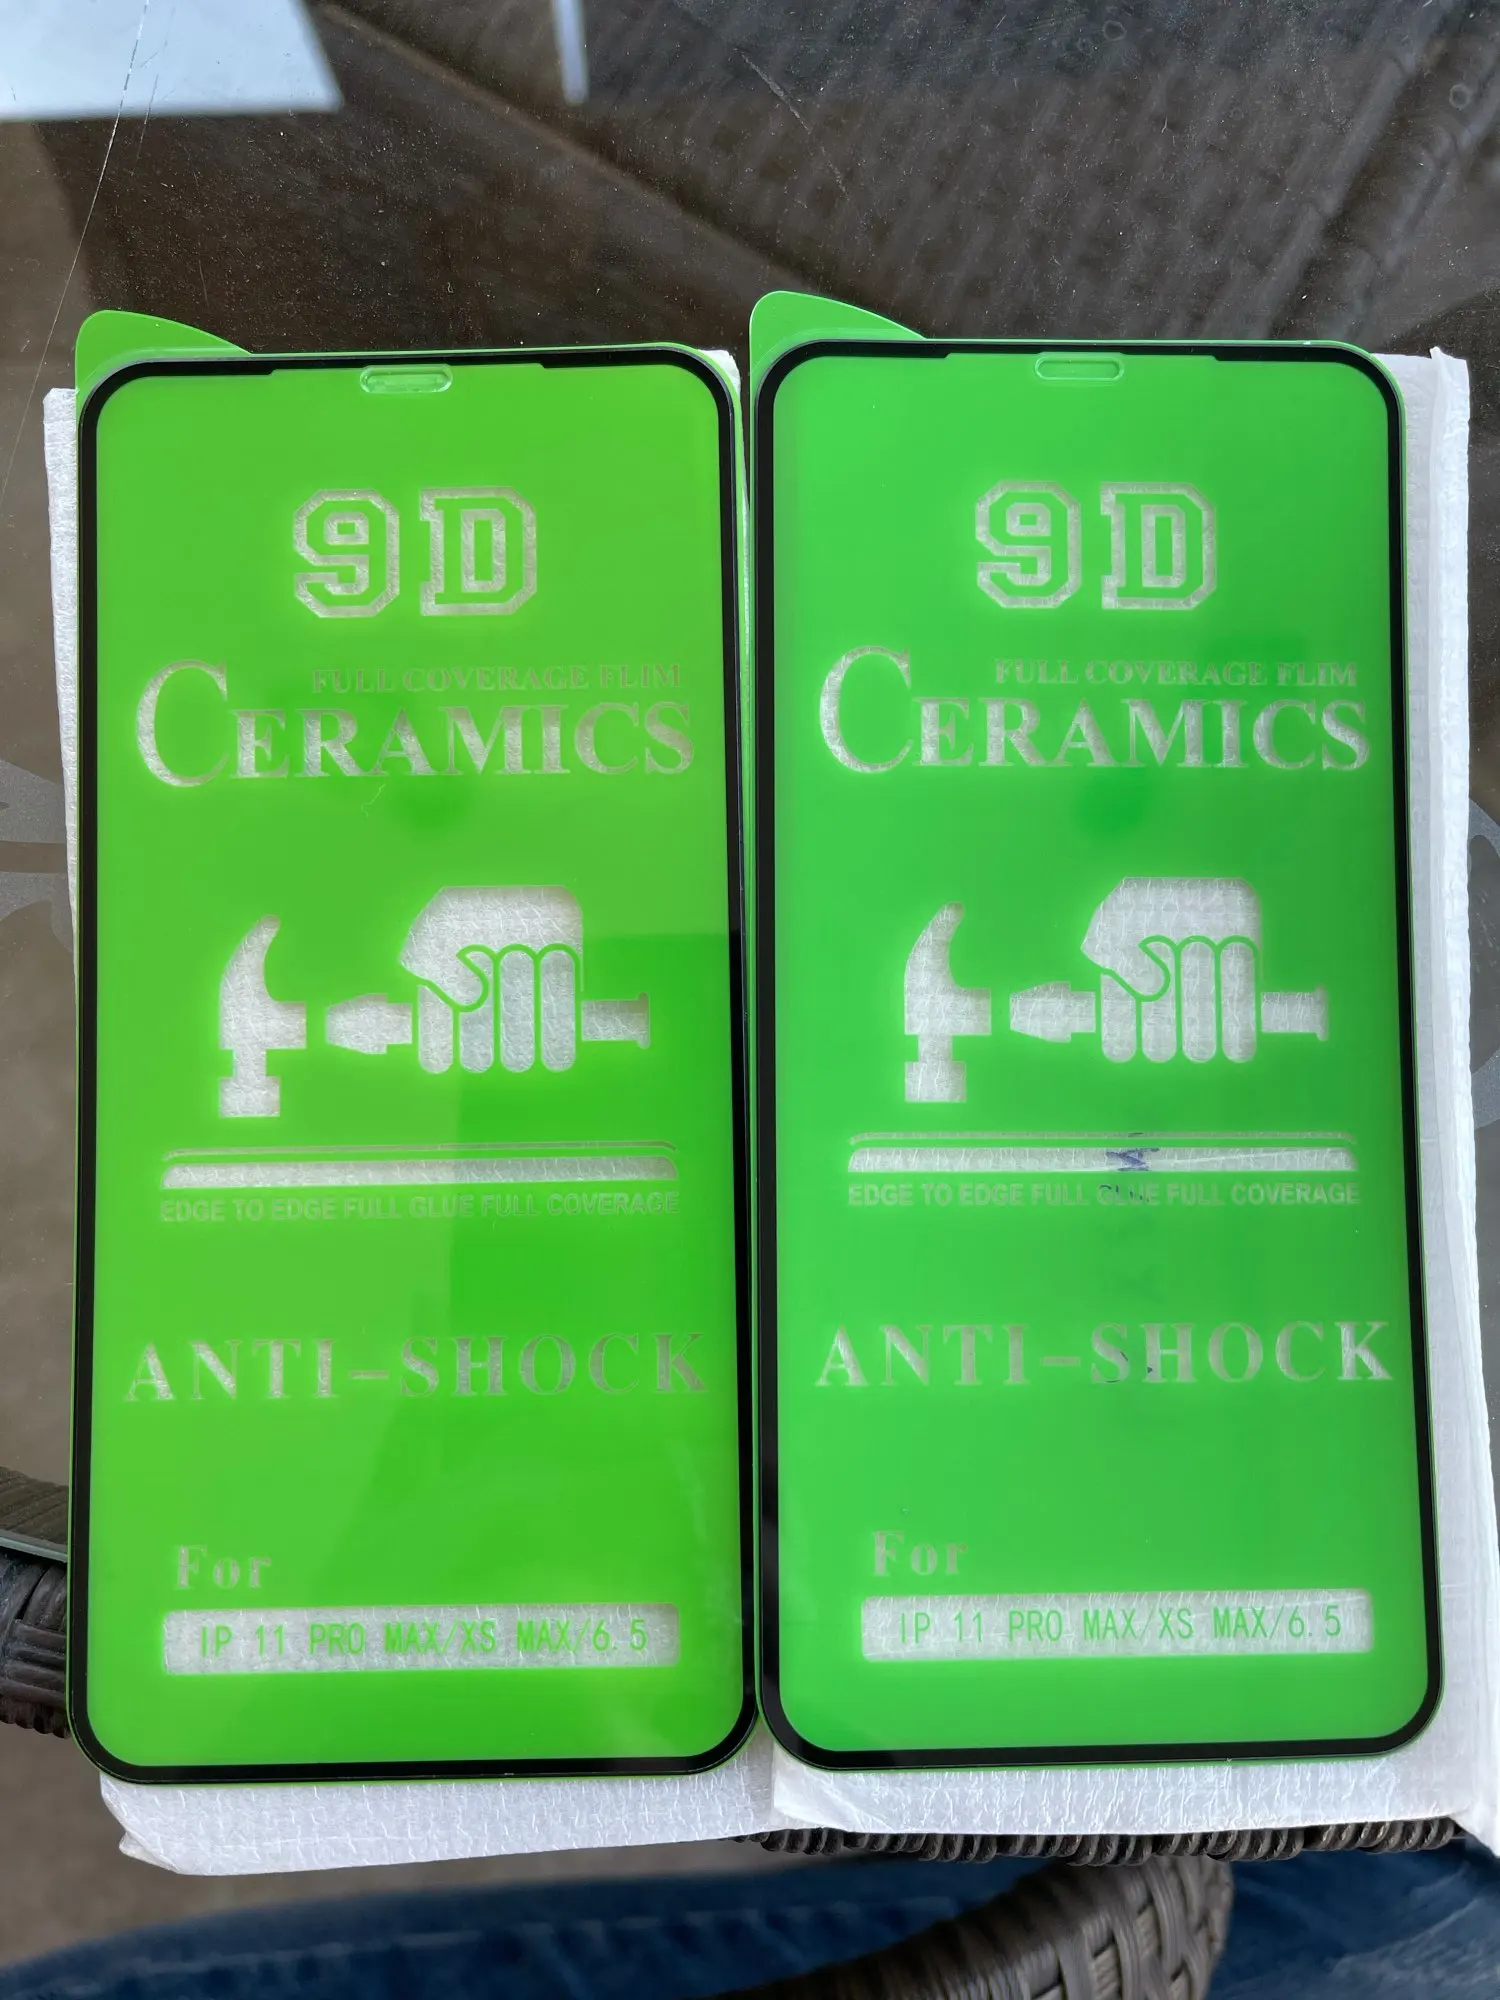 9D
FULL COVERAGE FLIM
CERAMICS
EDGE TO EDGE FULL GLUE FULL COVERAGE
ANTI-SHOCK
For
IP 11 PRO MAX/XS MAX/6.5
9D
FULL COVERAGE FLIM
CERAMICS
EDGE TO EDGE FULL GLUE FULL COVERAGE
ANTI-SHOCK
For
IP 11 PRO MAX/XS MAX/6.5